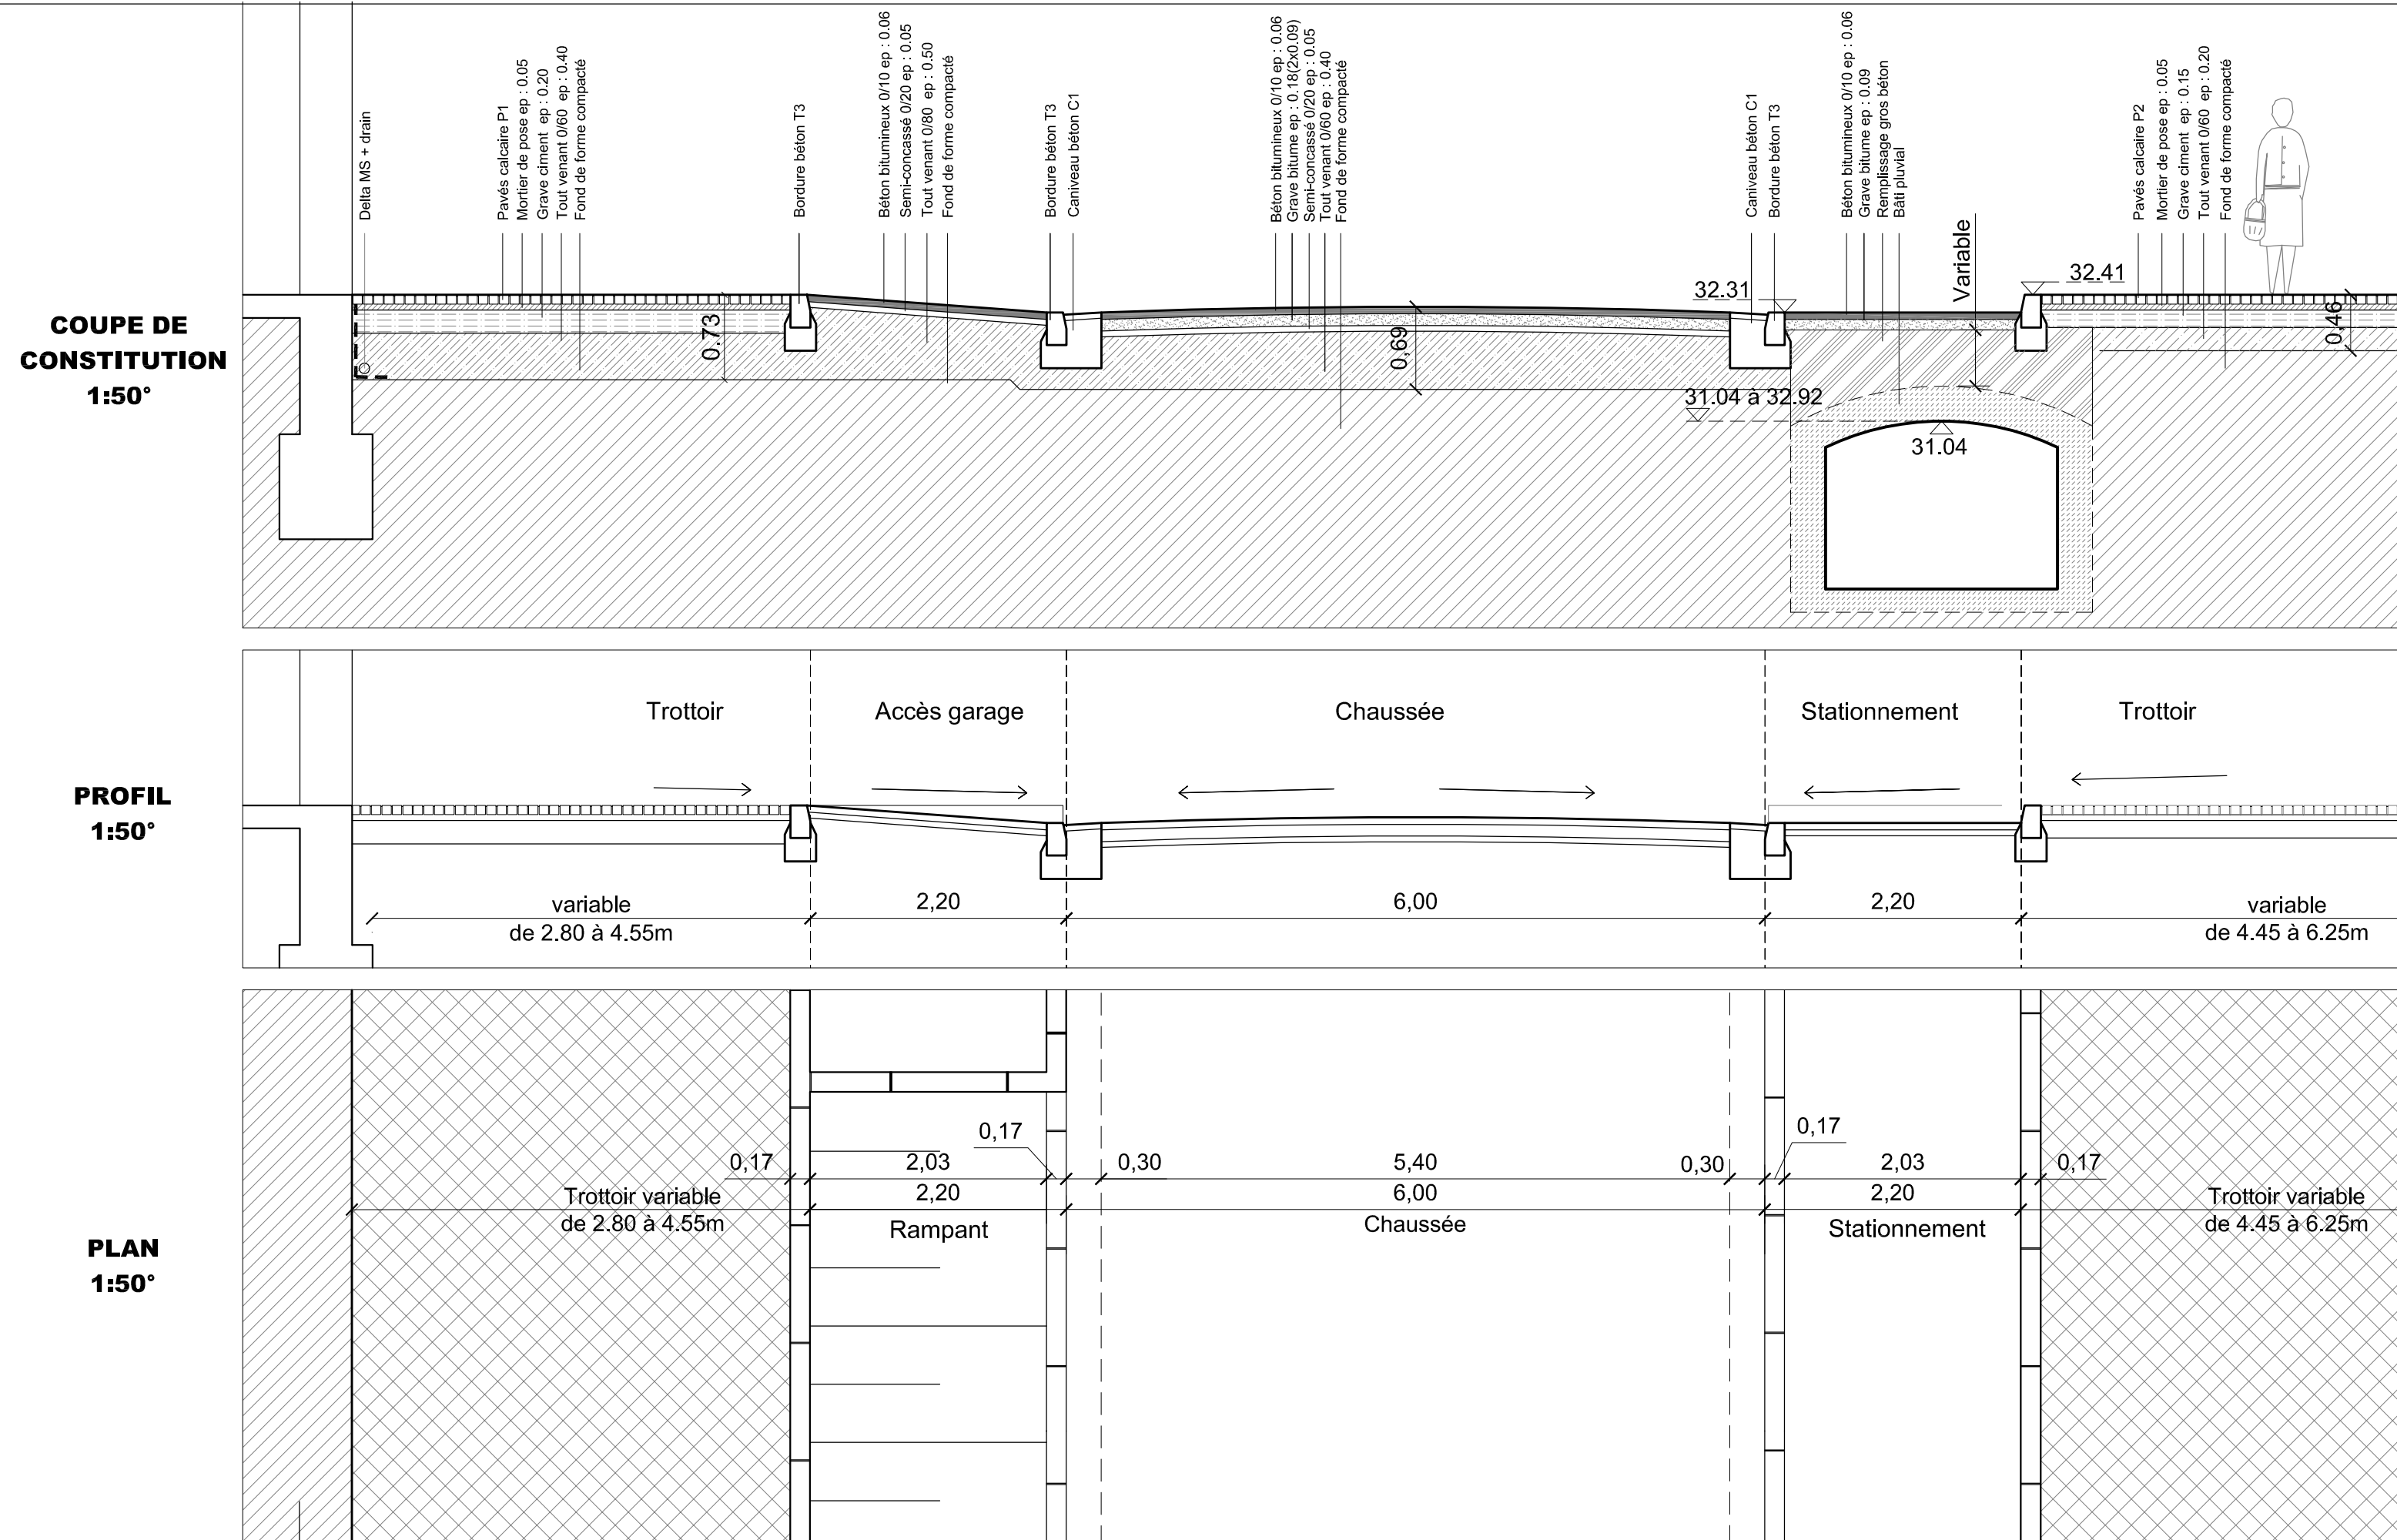 COUPE DE
CONSTITUTION
1:50°
Delta MS + drain
Pavés calcaire P1
Mortier de pose ep : 0.05
Grave ciment ep : 0.20
Tout venant 0/60 ep : 0.40
Fond de forme compacté
Bordure béton T3
Béton bitumineux 0/10 ep : 0.06
Semi-concassé 0/20 ep : 0.05
Tout venant 0/80 ep : 0.50
Fond de forme compacté
Bordure béton T3
Caniveau béton C1
Béton bitumineux 0/10 ep : 0.06
Grave bitume ep : 0.18(2x0.09)
Semi-concassé 0/20 ep : 0.05
Tout venant 0/60 ep : 0.40
Fond de forme compacté
Caniveau béton C1
Bordure béton T3
Béton bitumineux 0/10 ep : 0.06
Grave bitume ep : 0.09
Remplissage gros béton
Bâti pluvial
Variable
Pavés calcaire P2
Mortier de pose ep : 0.05
Grave ciment ep : 0.15
Tout venant 0/60 ep : 0.20
Fond de forme compacté
0.73
0,69
32.31
32.41
0,46
31.04 à 32.92
31.04
PROFIL
1:50°
Trottoir
Accès garage
Chaussée
Stationnement
Trottoir
variable
de 2.80 à 4.55m
2,20
6,00
2,20
variable
de 4.45 à 6.25m
PLAN
1:50°
0,17
0,17
0,17
2,03
0,30
5,40
0,30
2,03
0,17
Trottoir variable
de 2.80 à 4.55m
2,20
6,00
2,20
Trottoir variable
de 4.45 à 6.25m
Rampant
Chaussée
Stationnement